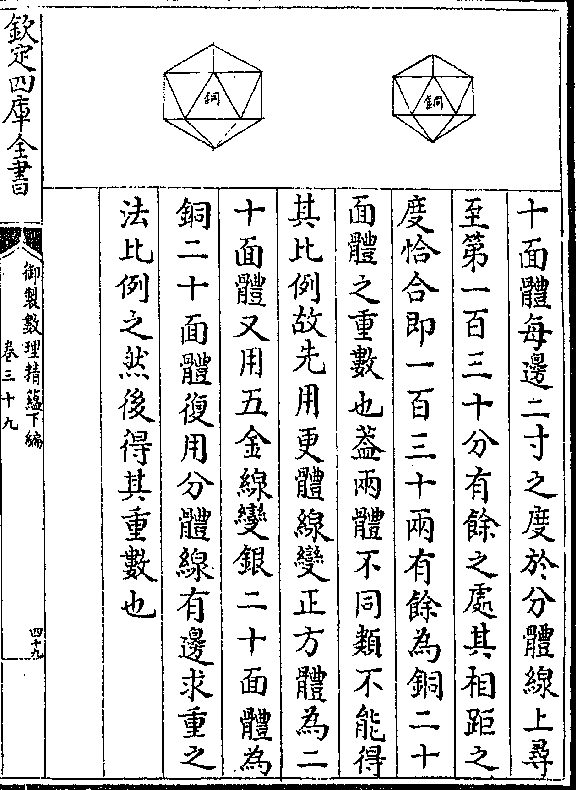 十面體每邊二寸之度於分體線上尋
至第一百三十分有餘之處其相距之
度恰合即一百三十兩有餘為銅二十
面體之重數也葢兩體不同類不能得
其比例故先用更體線變正方體為二
十面體又用五金線變銀二十面體為
銅二十面體復用分體線有邊求重之
法比例之然後得其重數也
銅
銅
欽定四庫全書
御製數理精藴下編
卷三十九
四十九